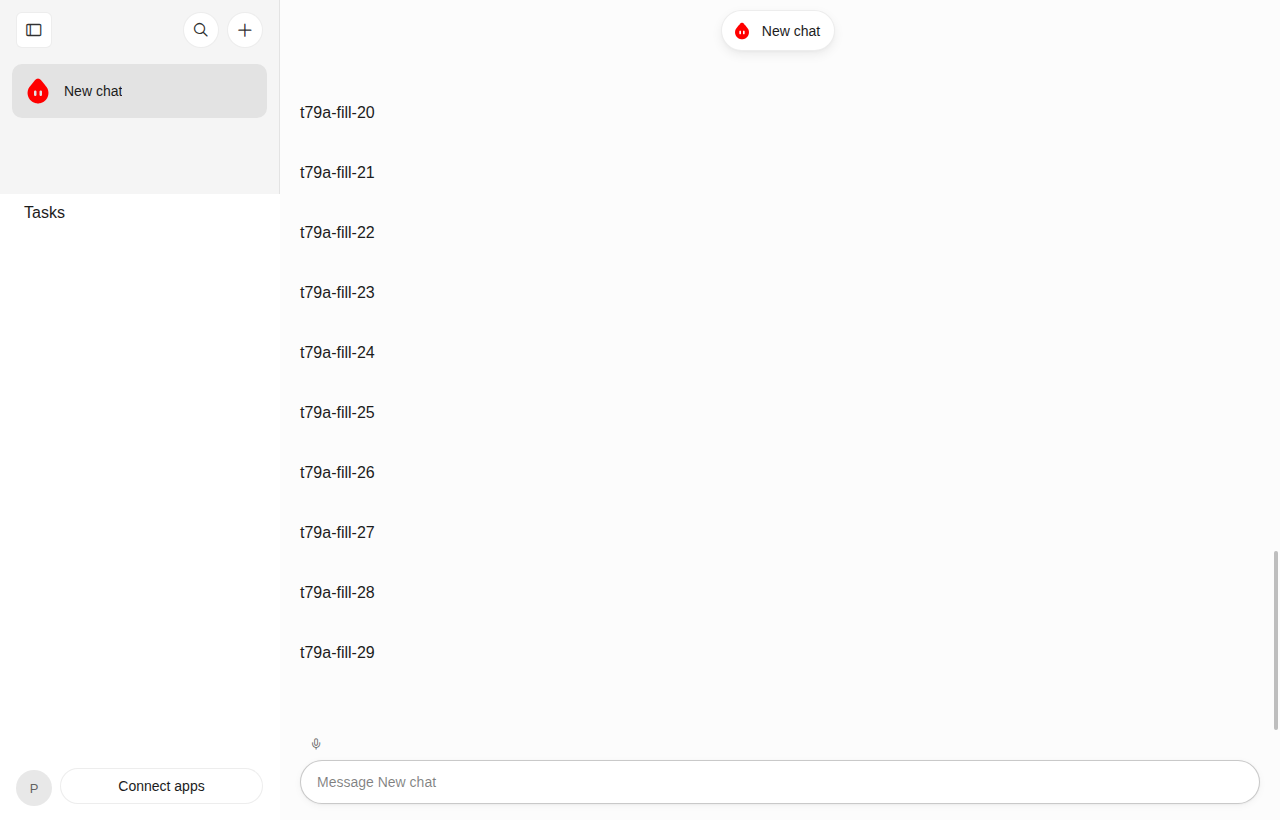 New chat
New chat
Tasks
t79a-fill-20
t79a-fill-21
t79a-fill-22
t79a-fill-23
t79a-fill-24
t79a-fill-25
t79a-fill-26
t79a-fill-27
t79a-fill-28
t79a-fill-29
P
Connect apps
Message New chat